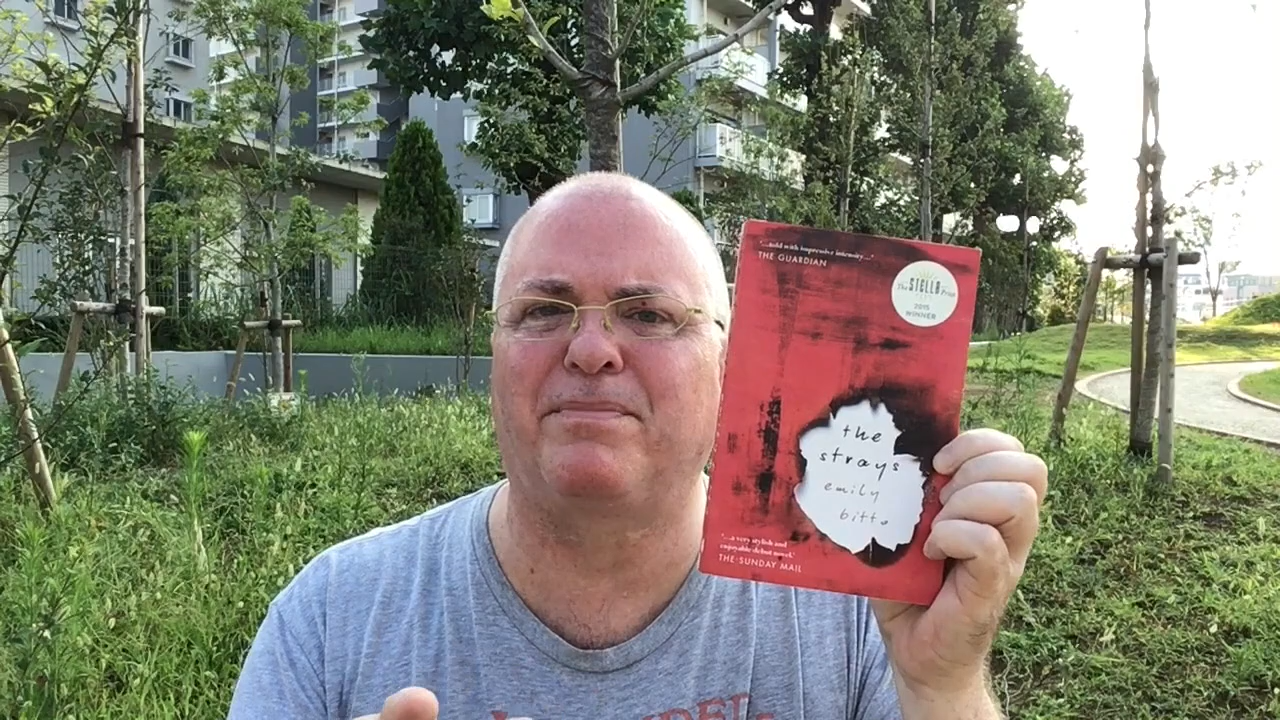 '...told with impressive intensity...'
THE GUARDIAN
The STELLA Prize
2015
WINNER
the
strays
emily
bitto
'...a very stylish and
enjoyable debut novel.'
THE SUNDAY MAIL